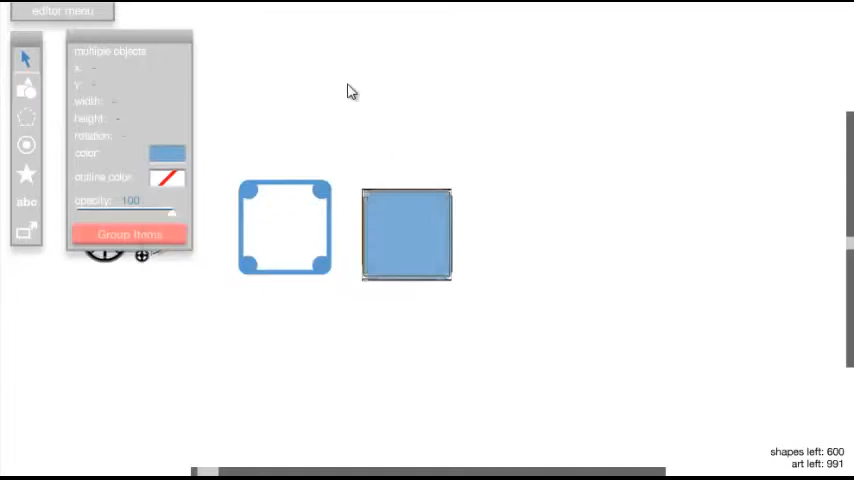 editor menu
multiple objects
x: -
y: -
width: -
height: -
rotation: -
color:
outline color:
opacity: 100
Group Items
abc
shapes left: 600
art left: 991